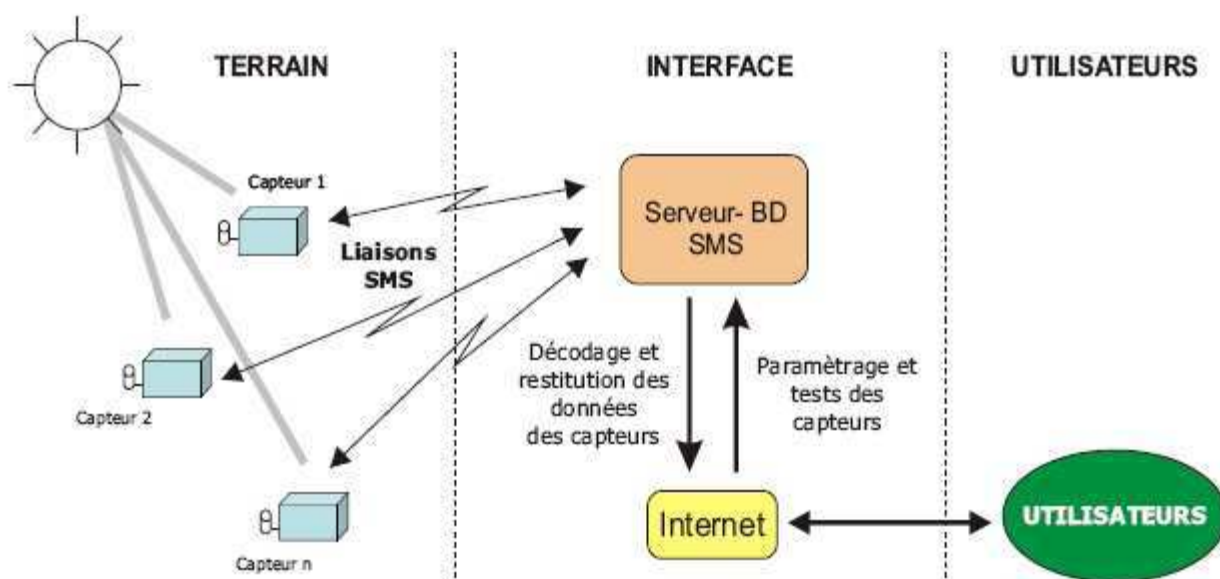 TERRAIN
INTERFACE
UTILISATEURS
Capteur 1
Liaisons
SMS
Capteur 2
Capteur n
Serveur- BD
SMS
Décodage et
restitution des
données
des capteurs
Paramètrage et
tests des
capteurs
Internet
UTILISATEURS